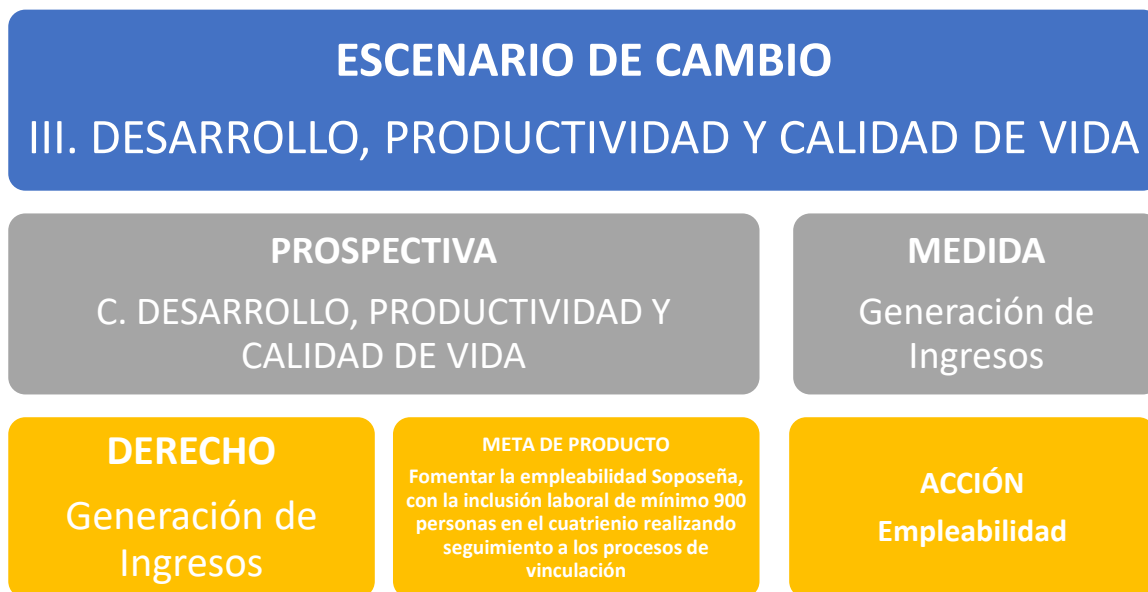 ESCENARIO DE CAMBIO
III. DESARROLLO, PRODUCTIVIDAD Y CALIDAD DE VIDA
PROSPECTIVA
C. DESARROLLO, PRODUCTIVIDAD Y
CALIDAD DE VIDA
MEDIDA
Generación de
Ingresos
DERECHO
Generación de
Ingresos
META DE PRODUCTO
Fomentar la empleabilidad Soposeña,
con la inclusión laboral de mínimo 900
personas en el cuatrienio realizando
seguimiento a los procesos de
vinculación
ACCIÓN
Empleabilidad